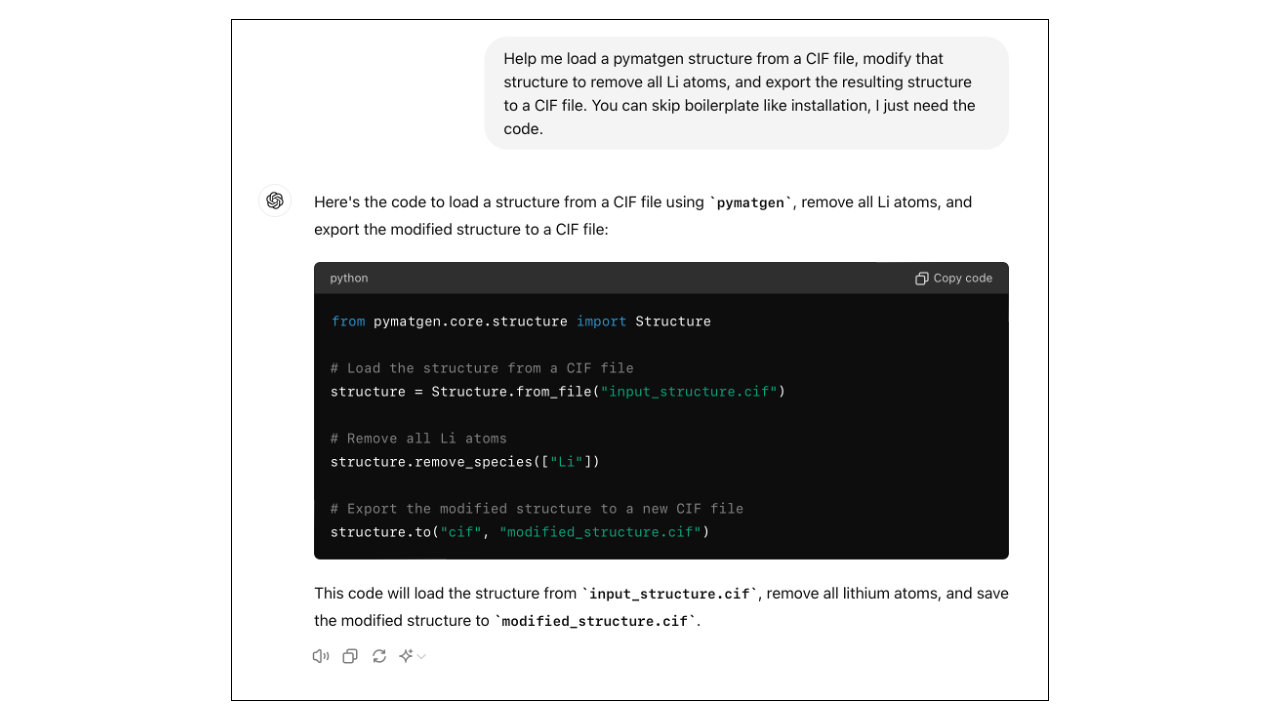 Help me load a pymatgen structure from a CIF file, modify that
structure to remove all Li atoms, and export the resulting structure
to a CIF file. You can skip boilerplate like installation, I just need the
code.
Here's the code to load a structure from a CIF file using `pymatgen`, remove all Li atoms, and
export the modified structure to a CIF file:
python
Copy code
from pymatgen.core.structure import Structure
# Load the structure from a CIF file
structure = Structure.from_file("input_structure.cif")
# Remove all Li atoms
structure.remove_species(["Li"])
# Export the modified structure to a new CIF file
structure.to("cif", "modified_structure.cif")
This code will load the structure from `input_structure.cif`, remove all lithium atoms, and save
the modified structure to `modified_structure.cif`.